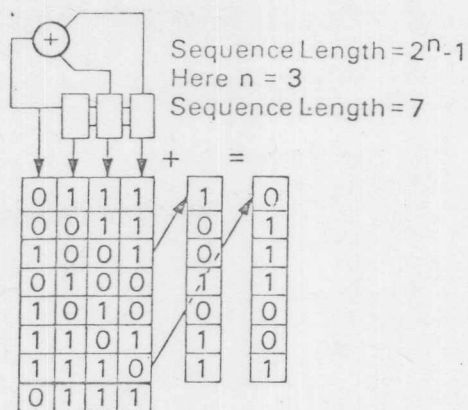 +
Sequence Length = 2ⁿ-1
Here n = 3
Sequence Length = 7
+ =
0 1 1 1 1 0
0 0 1 1 0 1
1 0 0 1 0 1
0 1 0 0 1 1
1 0 1 0 0 0
1 1 0 1 1 0
1 1 1 0 1 1
0 1 1 1